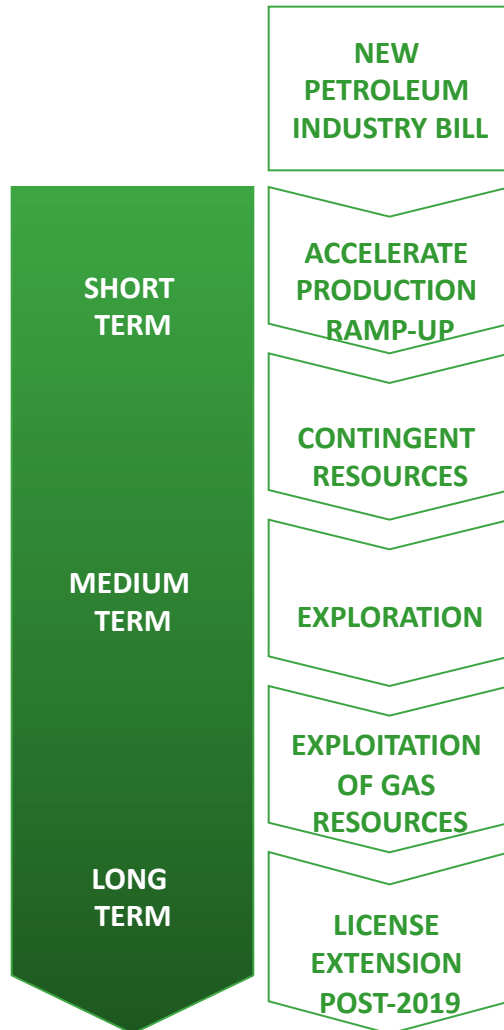 NEW
PETROLEUM
INDUSTRY BILL
SHORT
TERM
ACCELERATE
PRODUCTION
RAMP-UP
CONTINGENT
RESOURCES
MEDIUM
TERM
EXPLORATION
EXPLOITATION
OF GAS
RESOURCES
LONG
TERM
LICENSE
EXTENSION
POST-2019